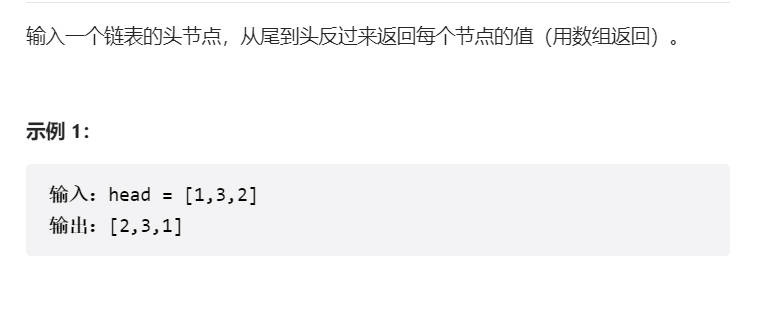 输入一个链表的头节点，从尾到头反过来返回每个节点的值（用数组返回）。
示例 1：
输入：head = [1,3,2]
输出：[2,3,1]